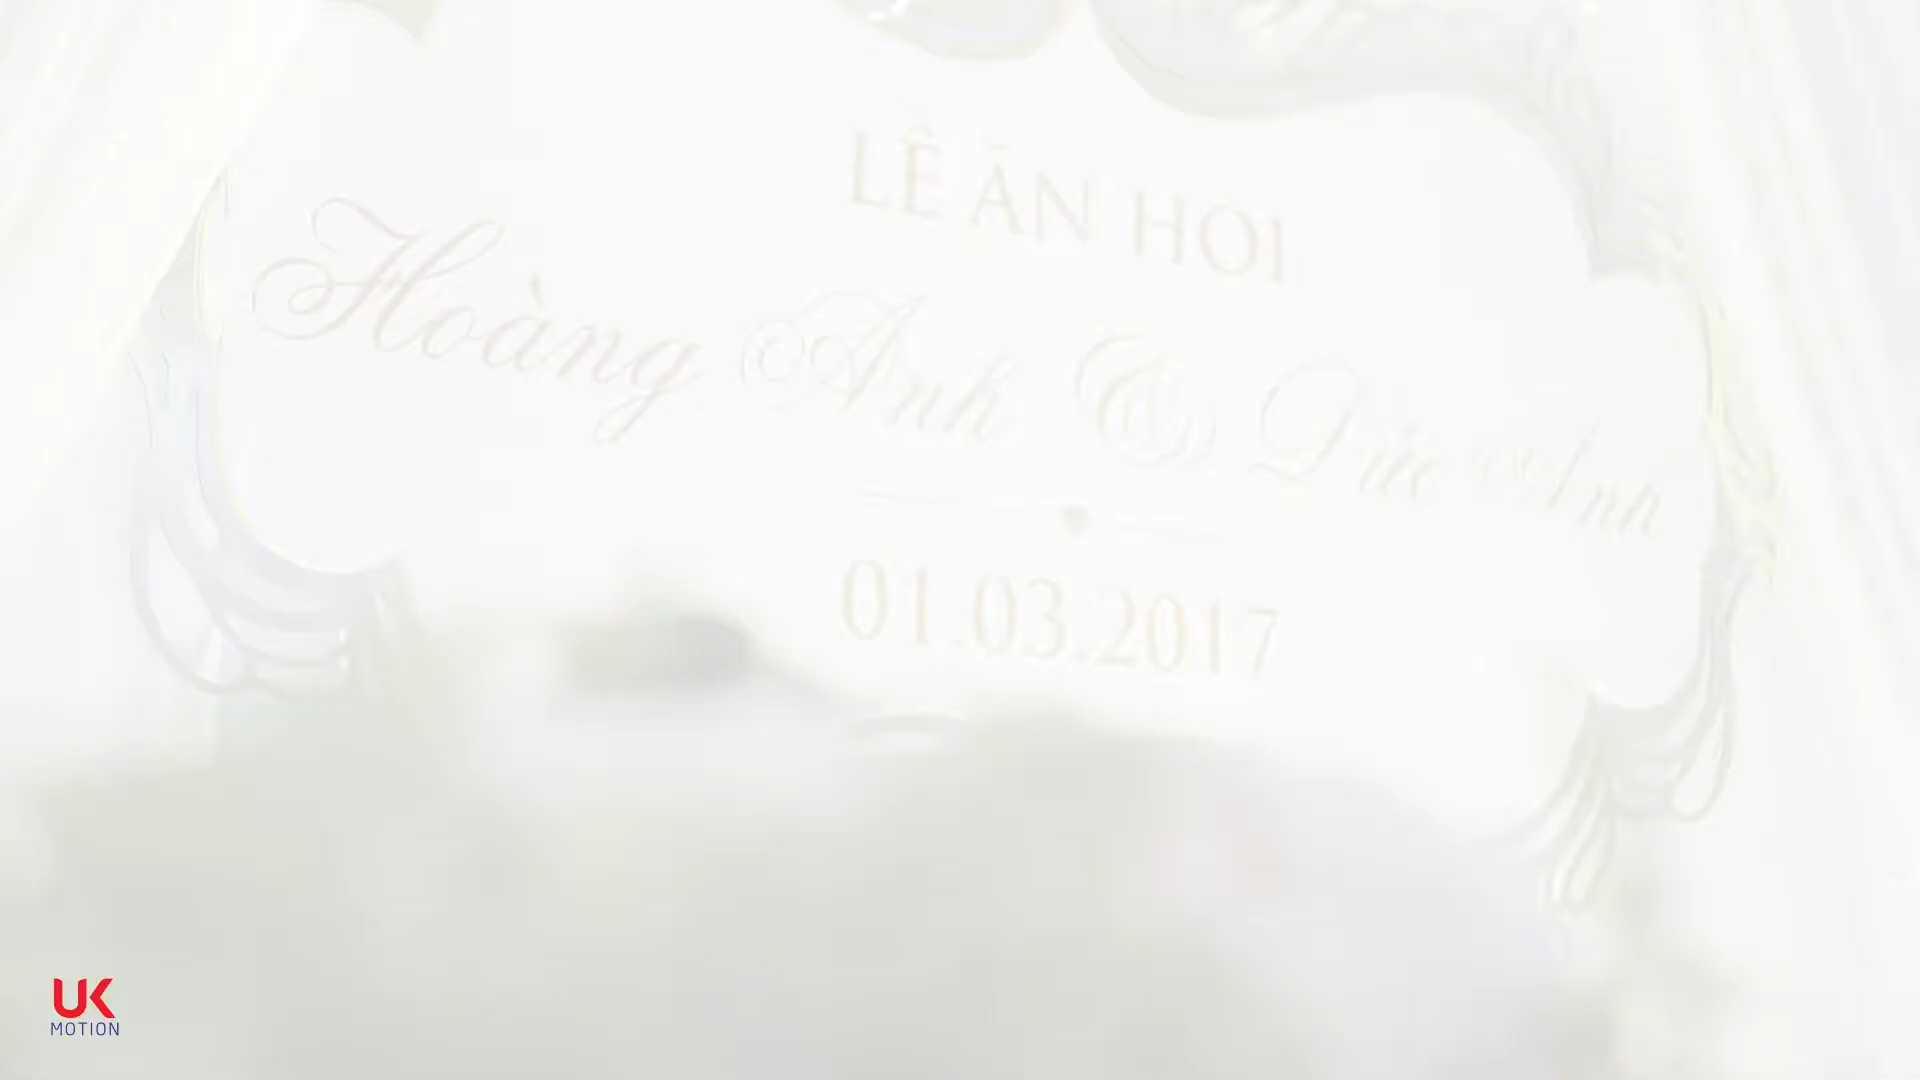 LỄ ĂN HỎI
Hoàng Anh & Đức Anh
01.03.2017
UK
MOTION